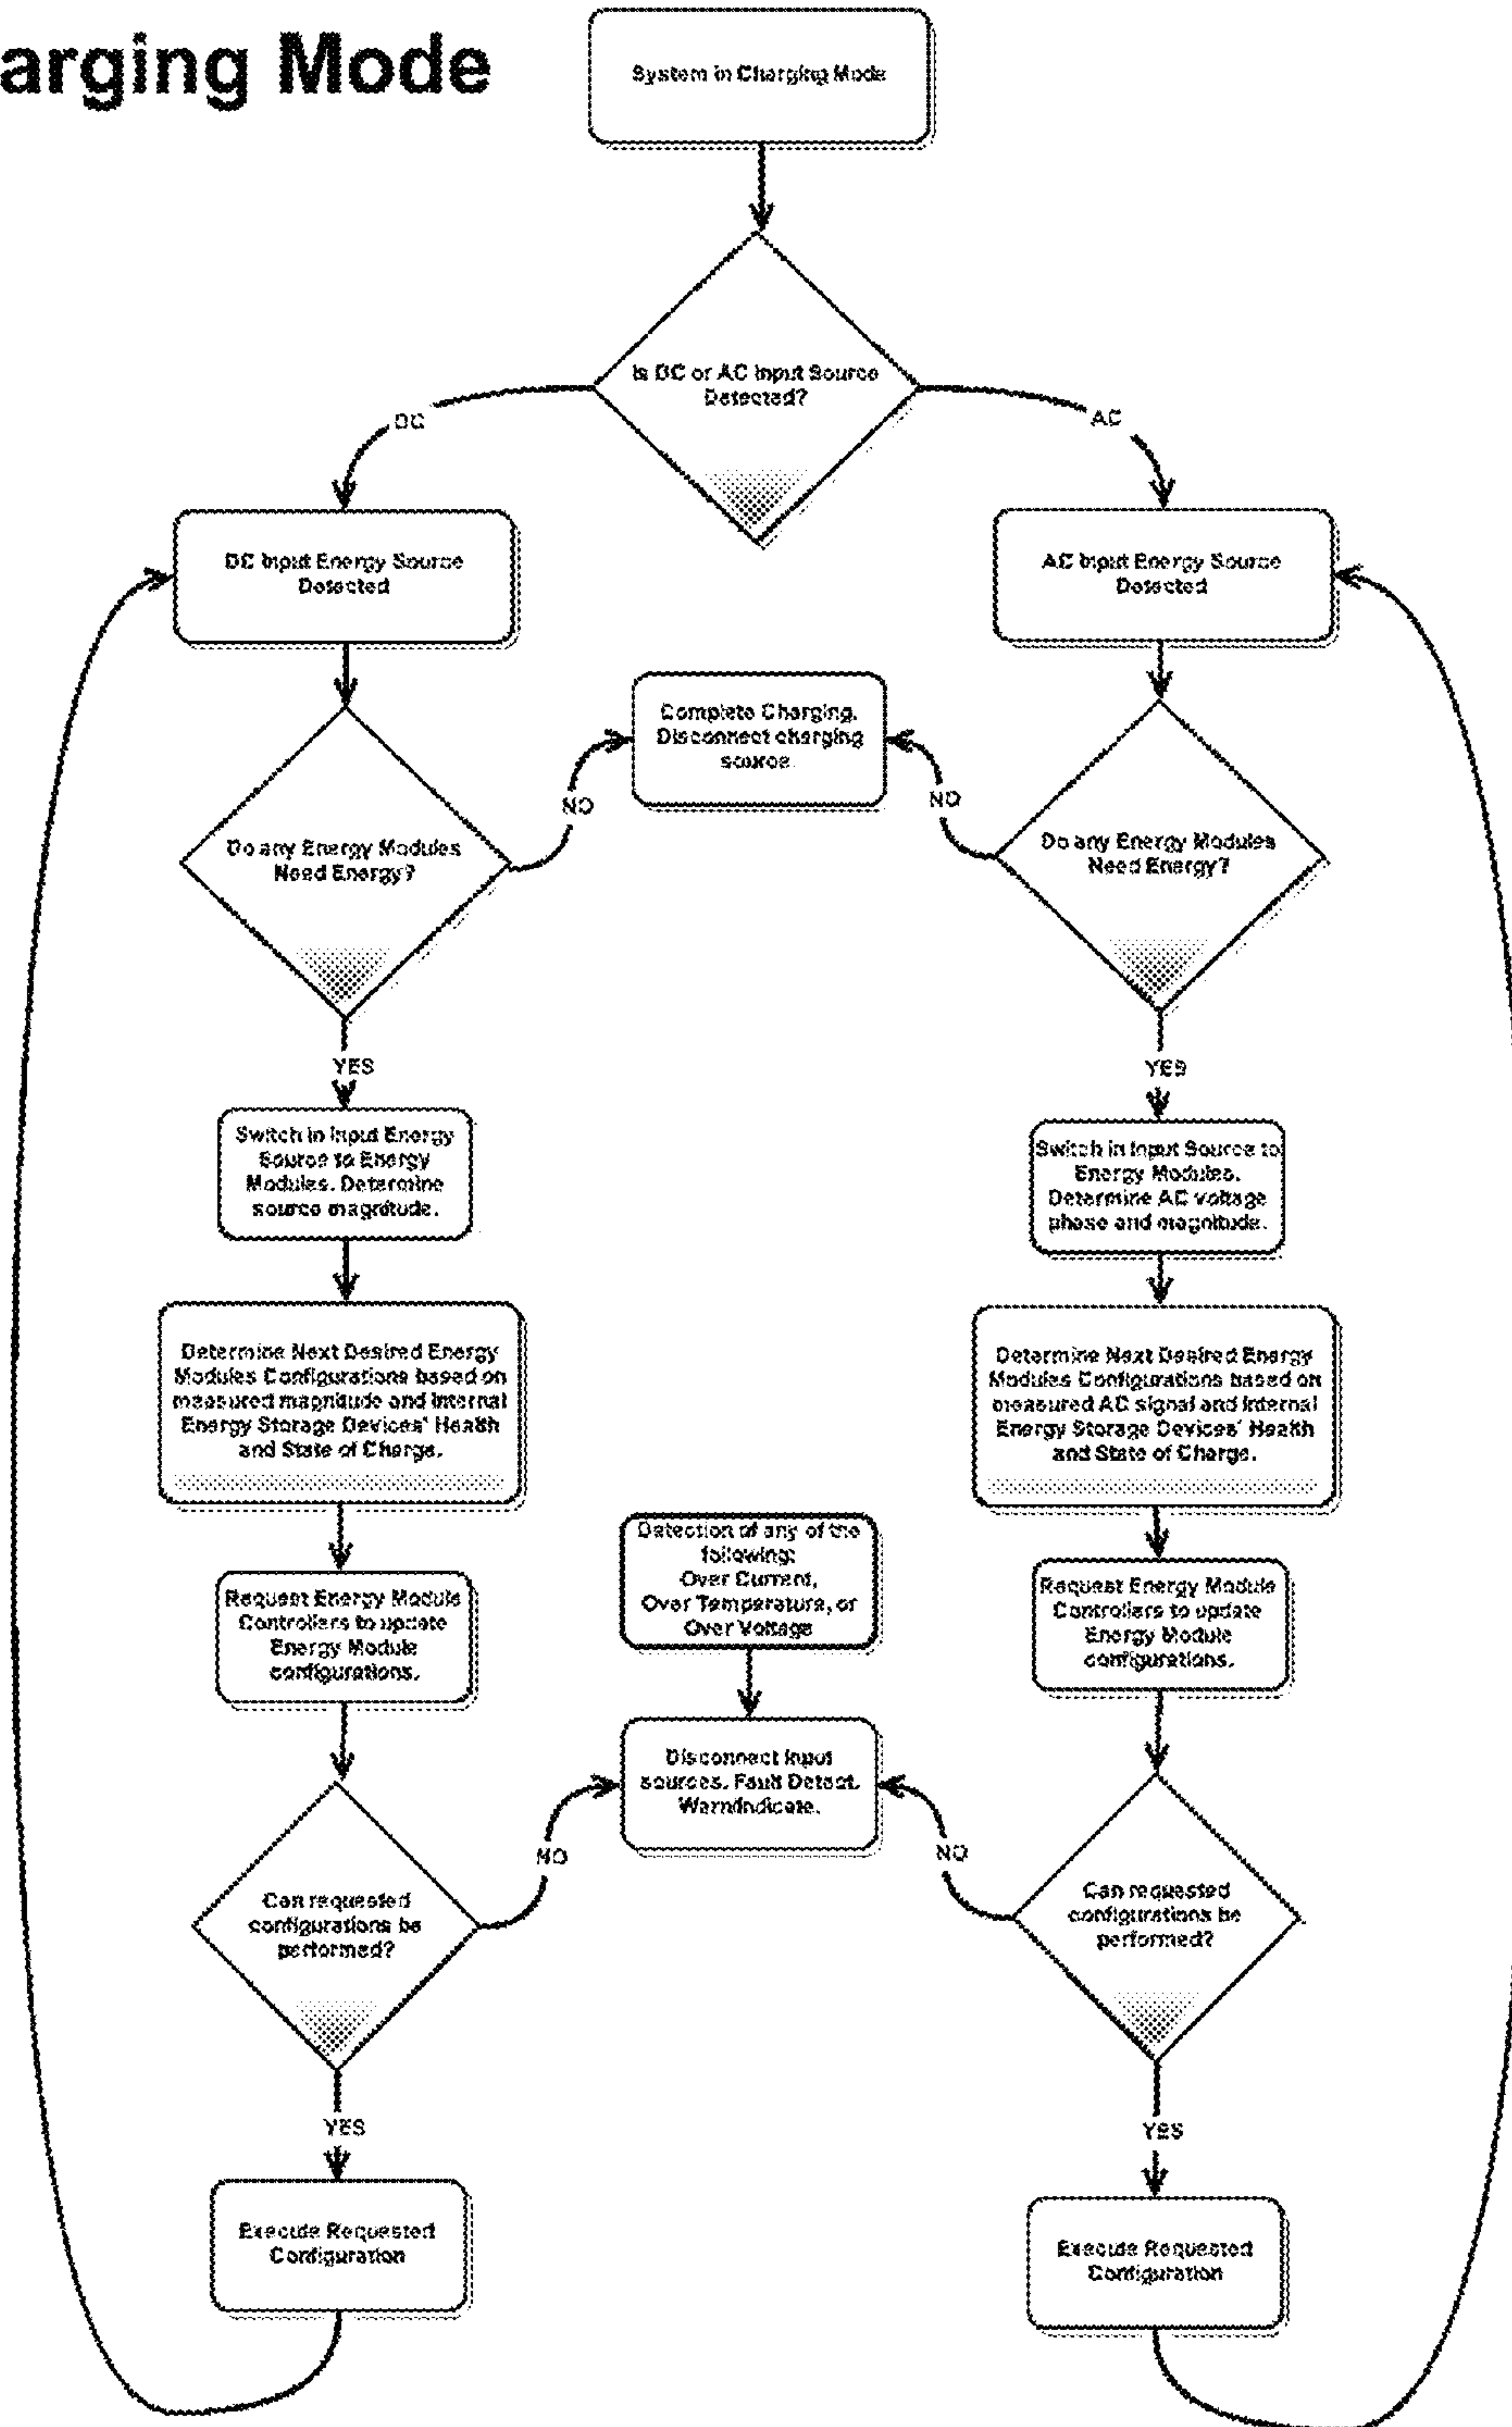 arging Mode
System in Charging Mode
Is DC or AC Input Source
Detected?
DC
AC
DC Input Energy Source
Detected
AC Input Energy Source
Detected
Complete Charging.
Disconnect charging
source
NO
NO
Do any Energy Modules
Need Energy?
Do any Energy Modules
Need Energy?
YES
YES
Switch in Input Energy
Source to Energy
Modules. Determine
source magnitude.
Switch in Input Source to
Energy Modules.
Determine AC voltage
phase and magnitude.
Determine Next Desired Energy
Modules Configurations based on
measured magnitude and Internal
Energy Storage Devices' Health
and State of Charge.
Determine Next Desired Energy
Modules Configurations based on
measured AC signal and Internal
Energy Storage Devices' Health
and State of Charge.
Detection of any of the
following:
Over Current,
Over Temperature, or
Over Voltage
Request Energy Module
Controllers to update
Energy Module
configurations.
Request Energy Module
Controllers to update
Energy Module
configurations.
Disconnect Input
sources. Fault Detect.
Warn/Indicate.
NO
NO
Can requested
configurations be
performed?
Can requested
configurations be
performed?
YES
YES
Execute Requested
Configuration
Execute Requested
Configuration